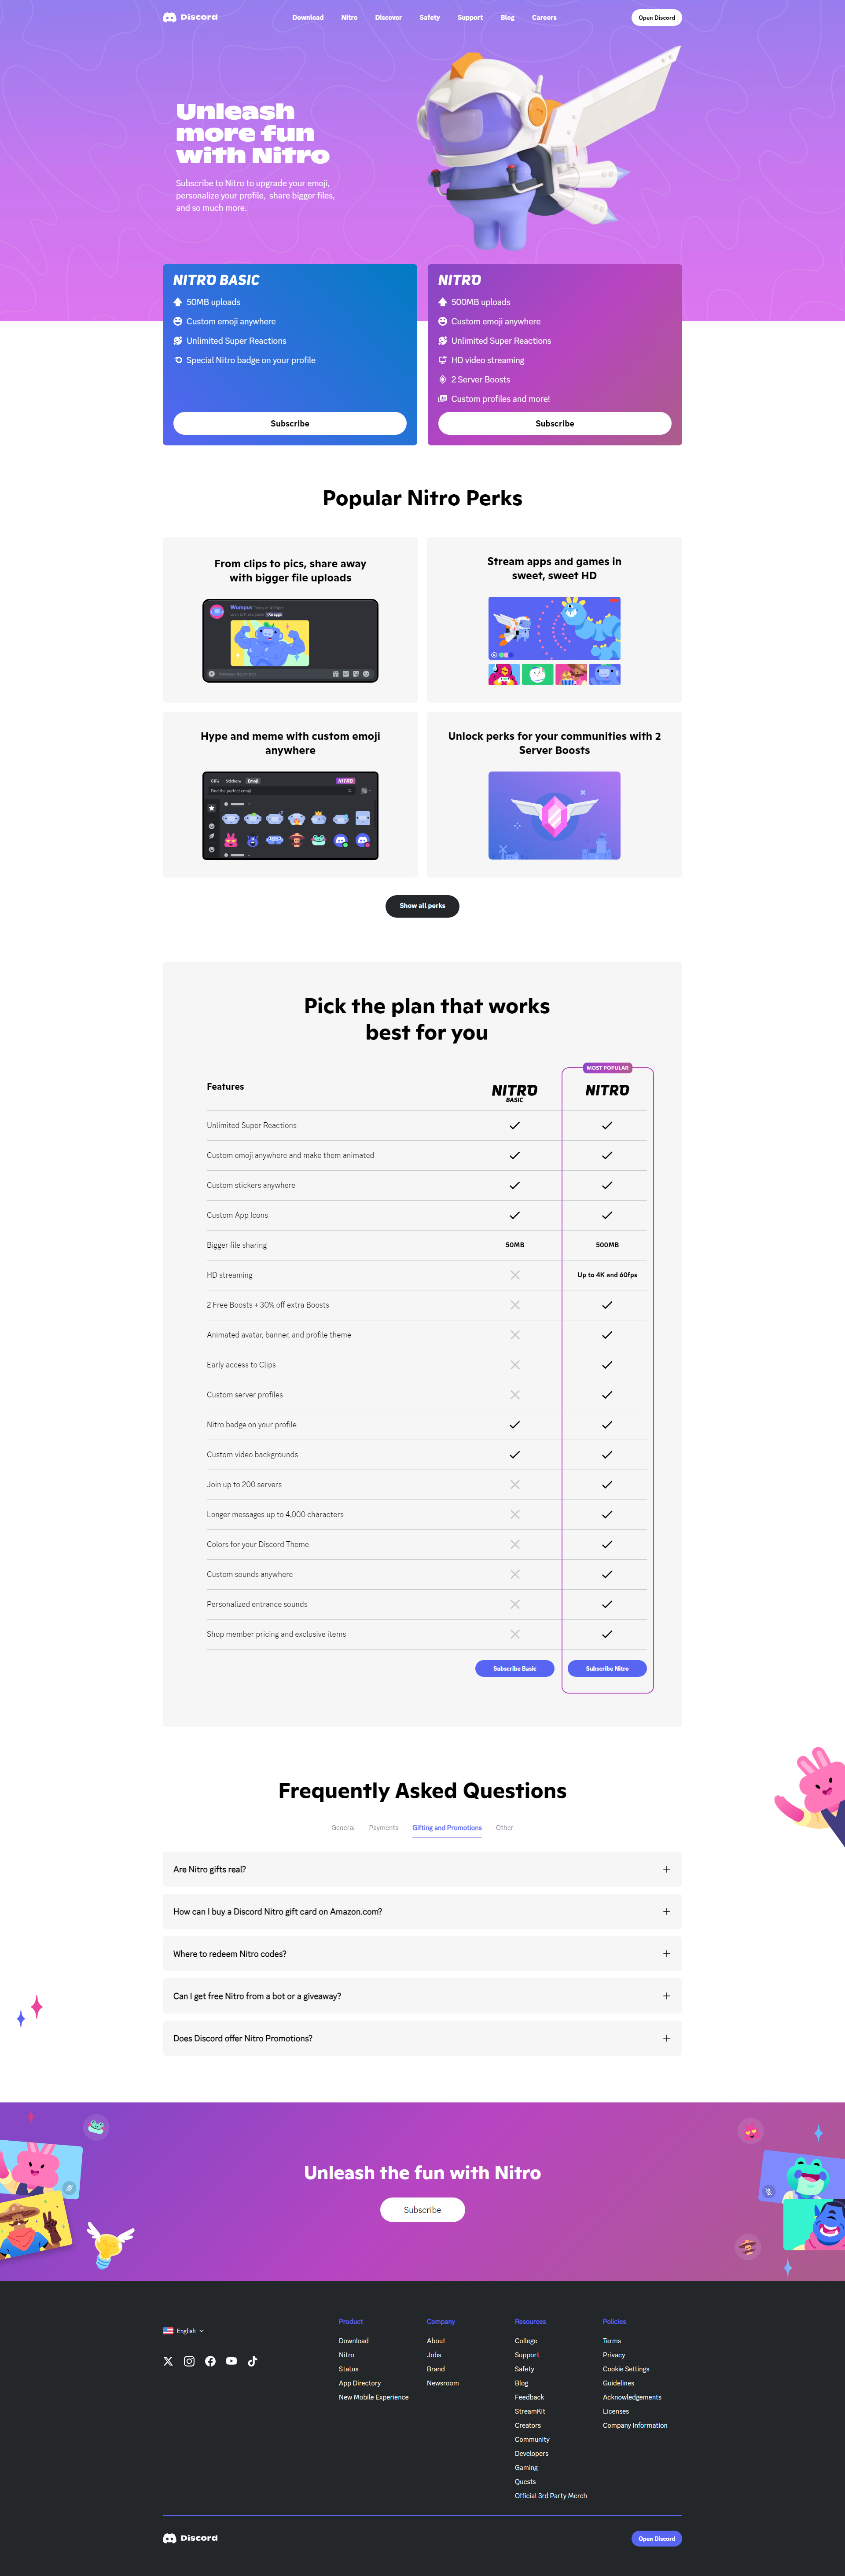 Discord
Download Nitro Discover Safety Support Blog Careers
Open Discord
Unleash
more fun
with Nitro
Subscribe to Nitro to upgrade your emoji,
personalize your profile, share bigger files,
and so much more.
NITRO BASIC
50MB uploads
Custom emoji anywhere
Unlimited Super Reactions
Special Nitro badge on your profile
Subscribe
NITRO
500MB uploads
Custom emoji anywhere
Unlimited Super Reactions
HD video streaming
2 Server Boosts
Custom profiles and more!
Subscribe
Popular Nitro Perks
From clips to pics, share away
with bigger file uploads
Wumpus
Stream apps and games in
sweet, sweet HD
Hype and meme with custom emoji
anywhere
Gifs Stickers Emoji NITRO
Find the perfect emoji
Unlock perks for your communities with 2
Server Boosts
Show all perks
Pick the plan that works
best for you
MOST POPULAR
Features NITRO BASIC NITRO
Unlimited Super Reactions
Custom emoji anywhere and make them animated
Custom stickers anywhere
Custom App Icons
Bigger file sharing 50MB 500MB
HD streaming Up to 4K and 60fps
2 Free Boosts + 30% off extra Boosts
Animated avatar, banner, and profile theme
Early access to Clips
Custom server profiles
Nitro badge on your profile
Custom video backgrounds
Join up to 200 servers
Longer messages up to 4,000 characters
Colors for your Discord Theme
Custom sounds anywhere
Personalized entrance sounds
Shop member pricing and exclusive items
Subscribe Basic Subscribe Nitro
Frequently Asked Questions
General Payments Gifting and Promotions Other
Are Nitro gifts real?
How can I buy a Discord Nitro gift card on Amazon.com?
Where to redeem Nitro codes?
Can I get free Nitro from a bot or a giveaway?
Does Discord offer Nitro Promotions?
Unleash the fun with Nitro
Subscribe
English
Product
Download
Nitro
Status
App Directory
New Mobile Experience
Company
About
Jobs
Brand
Newsroom
Resources
College
Support
Safety
Blog
Feedback
StreamKit
Creators
Community
Developers
Gaming
Quests
Official 3rd Party Merch
Policies
Terms
Privacy
Cookie Settings
Guidelines
Acknowledgements
Licenses
Company Information
Discord
Open Discord